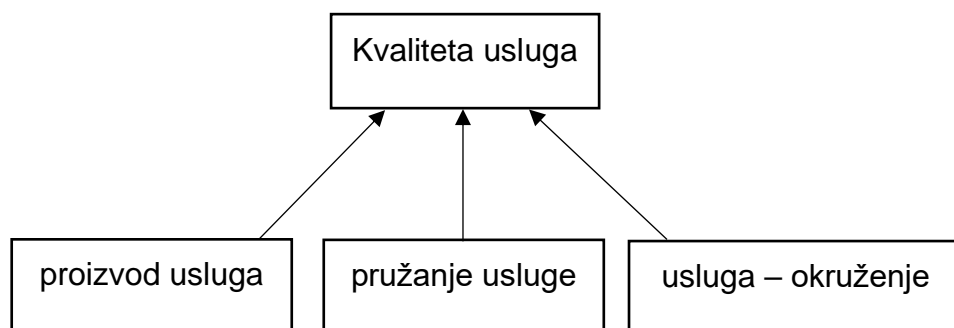 Kvaliteta usluga
proizvod usluga
pružanje usluge
usluga – okruženje